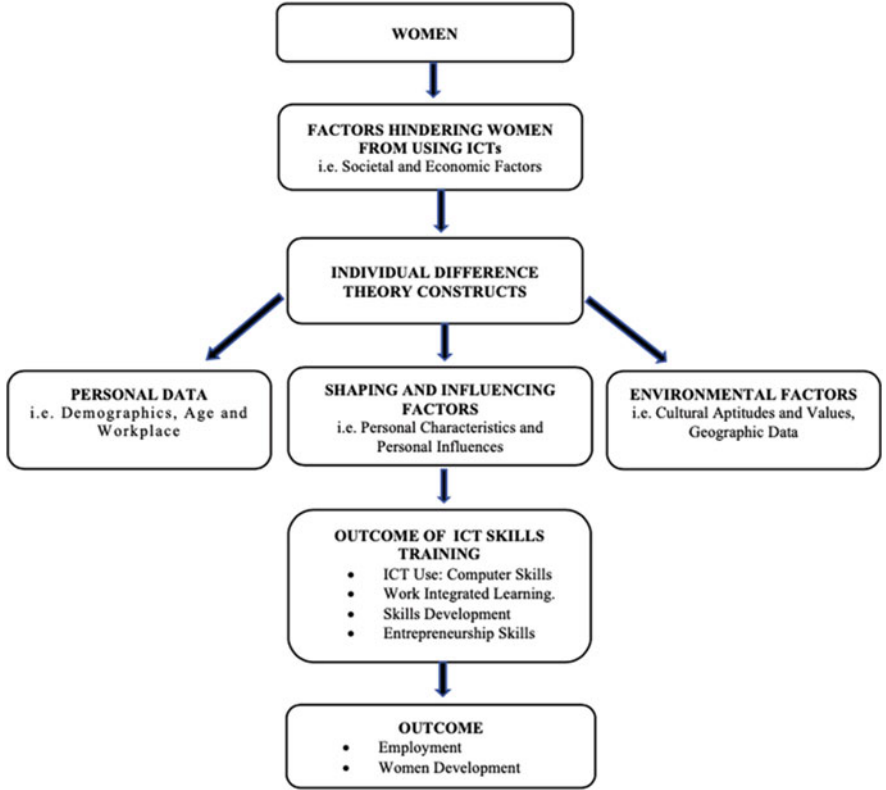 WOMEN
FACTORS HINDERING WOMEN
FROM USING ICTs
i.e. Societal and Economic Factors
INDIVIDUAL DIFFERENCE
THEORY CONSTRUCTS
PERSONAL DATA
i.e. Demographics, Age and
Workplace
SHAPING AND INFLUENCING
FACTORS
i.e. Personal Characteristics and
Personal Influences
ENVIRONMENTAL FACTORS
i.e. Cultural Aptitudes and Values,
Geographic Data
OUTCOME OF ICT SKILLS
TRAINING
• ICT Use: Computer Skills
• Work Integrated Learning.
• Skills Development
• Entrepreneurship Skills
OUTCOME
• Employment
• Women Development